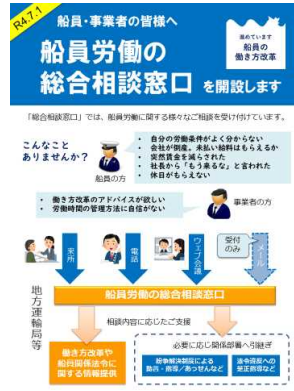 R4.7.1
船員・事業者の皆様へ
進めています
船員の
働き方改革
船員労働の
総合相談窓口 を開設します
「総合相談窓口」では、船員労働に関する様々なご相談を受け付けています。
こんなこと
ありませんか？
・ 自分の労働条件がよく分からない
・ 会社が倒産。未払い給料はもらえるか
・ 突然賃金を減らされた
・ 社長から「もう来るな」と言われた
・ 休日がもらえない
船員の方
・ 働き方改革のアドバイスが欲しい
・ 労働時間の管理方法に自信がない
事業者の方
来所
電話
ウェブ会議
受付
のみ
メール
地方運輸局等
船員労働の総合相談窓口
相談内容に応じたご支援
必要に応じ関係部署へ引継ぎ
働き方改革や
船員関係法令に
関する情報提供
紛争解決制度による
助言・指導／あっせんなど
法令違反への
是正指導など